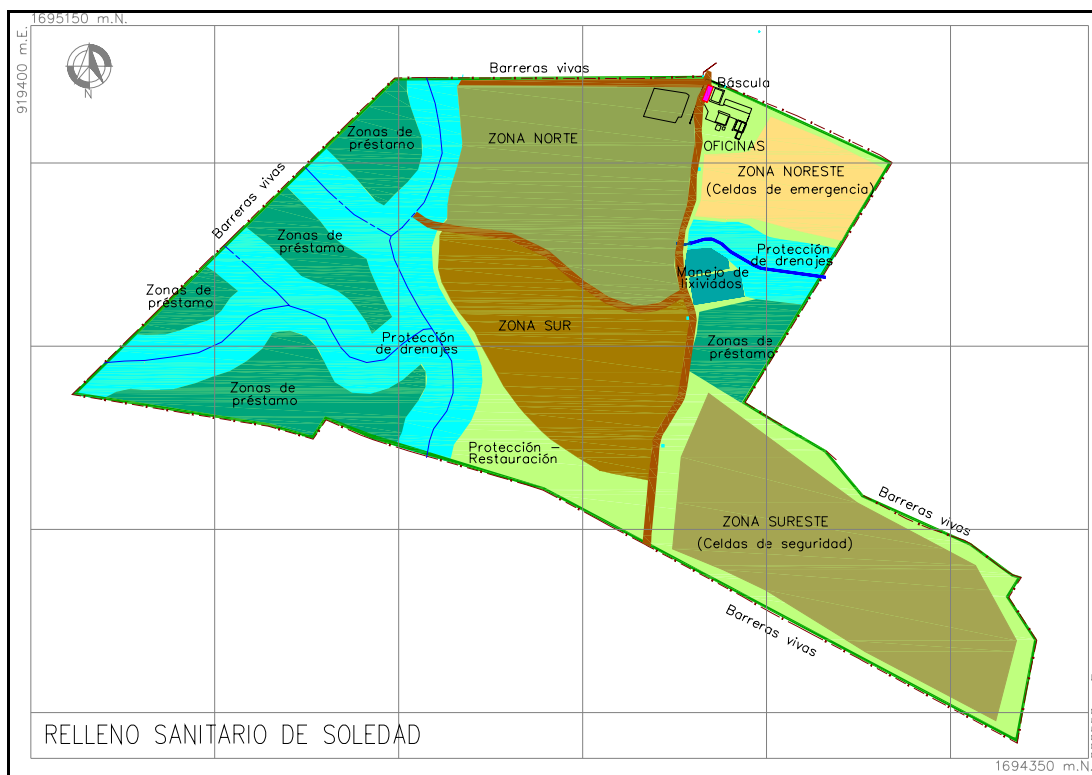 1695150 m.N.
919400 m.E.
N
Barreras vivas
Báscula
Zonas de
préstamo
ZONA NORTE
OFICINAS
ZONA NORESTE
(Celdas de emergencia)
Barreras vivas
Zonas de
préstamo
Protección
de drenajes
Manejo de
lixiviados
Zonas de
préstamo
ZONA SUR
Protección
de drenajes
Zonas de
préstamo
Zonas de
préstamo
Protección –
Restauración
Barreras vivas
ZONA SURESTE
(Celdas de seguridad)
Barreras vivas
RELLENO SANITARIO DE SOLEDAD
1694350 m.N.